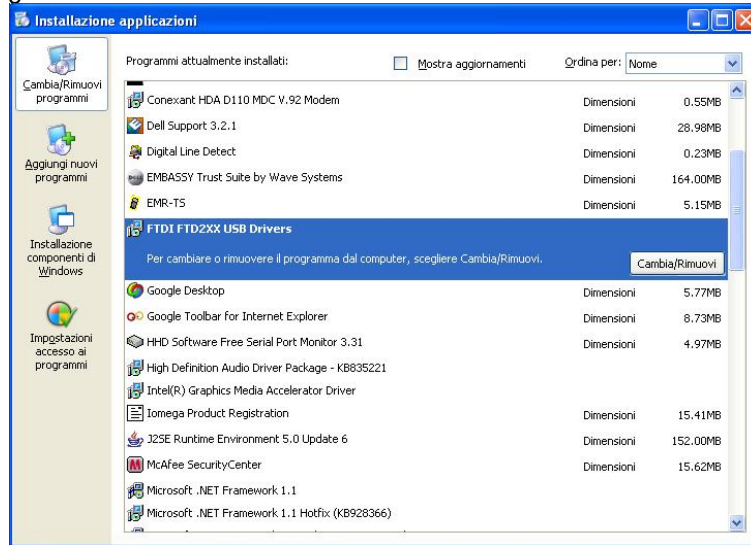 Installazione applicazioni
Cambia/Rimuovi
programmi
Aggiungi nuovi
programmi
Installazione
componenti di
Windows
Impostazioni
accesso ai
programmi
Programmi attualmente installati:
Mostra aggiornamenti
Ordina per: Nome
Conexant HDA D110 MDC V.92 Modem Dimensioni 0.55MB
Dell Support 3.2.1 Dimensioni 28.98MB
Digital Line Detect Dimensioni 0.23MB
EMBASSY Trust Suite by Wave Systems Dimensioni 164.00MB
EMR-TS Dimensioni 5.15MB
FTDI FTD2XX USB Drivers
Per cambiare o rimuovere il programma dal computer, scegliere Cambia/Rimuovi.
Cambia/Rimuovi
Google Desktop Dimensioni 5.77MB
Google Toolbar for Internet Explorer Dimensioni 8.73MB
HHD Software Free Serial Port Monitor 3.31 Dimensioni 4.97MB
High Definition Audio Driver Package - KB835221
Intel(R) Graphics Media Accelerator Driver
Iomega Product Registration Dimensioni 15.41MB
J2SE Runtime Environment 5.0 Update 6 Dimensioni 152.00MB
McAfee SecurityCenter Dimensioni 15.62MB
Microsoft .NET Framework 1.1
Microsoft .NET Framework 1.1 Hotfix (KB928366)